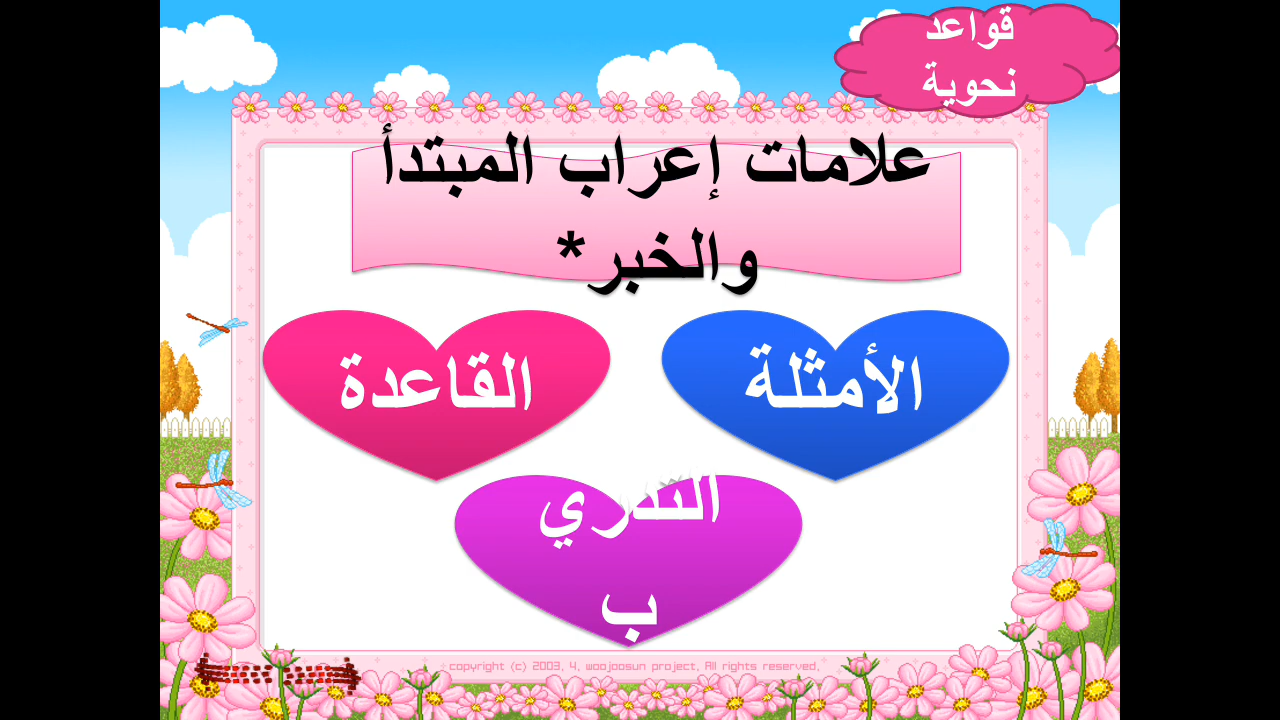 قواعد
نحوية
علامات إعراب المبتدأ
والخبر*
الأمثلة
القاعدة
التدري
ب
copyright (c) 2003, 4, woojoosun project, All rights reserved,